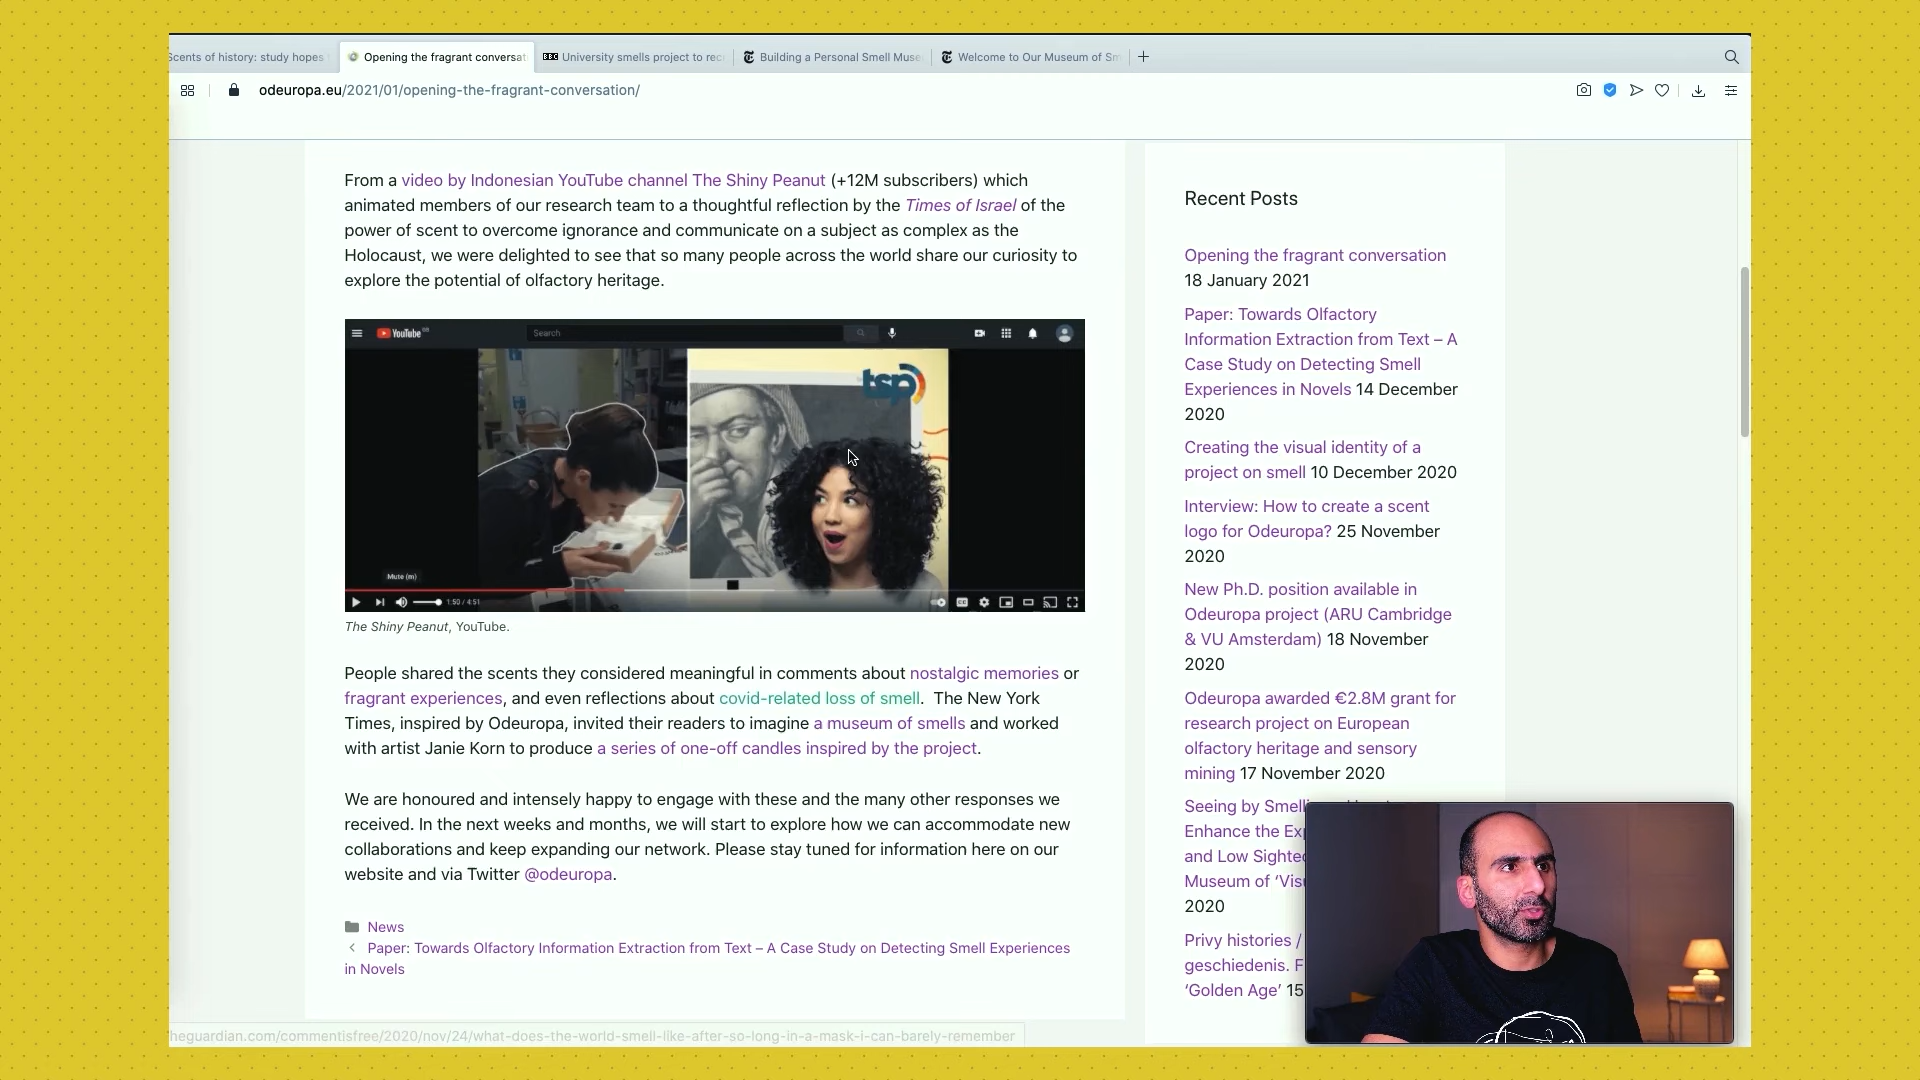 Scents of history: study hopes
Opening the fragrant conversat
BBC University smells project to rec
Building a Personal Smell Muse
Welcome to Our Museum of Sm
odeuropa.eu/2021/01/opening-the-fragrant-conversation/
From a video by Indonesian YouTube channel The Shiny Peanut (+12M subscribers) which
animated members of our research team to a thoughtful reflection by the Times of Israel of the
power of scent to overcome ignorance and communicate on a subject as complex as the
Holocaust, we were delighted to see that so many people across the world share our curiosity to
explore the potential of olfactory heritage.
YouTube
Search
tsp
Mute (m)
1:50 / 4:51
The Shiny Peanut, YouTube.
People shared the scents they considered meaningful in comments about nostalgic memories or
fragrant experiences, and even reflections about covid-related loss of smell. The New York
Times, inspired by Odeuropa, invited their readers to imagine a museum of smells and worked
with artist Janie Korn to produce a series of one-off candles inspired by the project.
We are honoured and intensely happy to engage with these and the many other responses we
received. In the next weeks and months, we will start to explore how we can accommodate new
collaborations and keep expanding our network. Please stay tuned for information here on our
website and via Twitter @odeuropa.
News
Paper: Towards Olfactory Information Extraction from Text – A Case Study on Detecting Smell Experiences
in Novels
Recent Posts
Opening the fragrant conversation
18 January 2021
Paper: Towards Olfactory
Information Extraction from Text – A
Case Study on Detecting Smell
Experiences in Novels 14 December
2020
Creating the visual identity of a
project on smell 10 December 2020
Interview: How to create a scent
logo for Odeuropa? 25 November
2020
New Ph.D. position available in
Odeuropa project (ARU Cambridge
& VU Amsterdam) 18 November
2020
Odeuropa awarded €2.8M grant for
research project on European
olfactory heritage and sensory
mining 17 November 2020
Seeing by Smelli
Enhance the Ex
and Low Sighte
Museum of ‘Vis
2020
Privy histories /
geschiedenis. F
‘Golden Age’ 15
heguardian.com/commentisfree/2020/nov/24/what-does-the-world-smell-like-after-so-long-in-a-mask-i-can-barely-remember